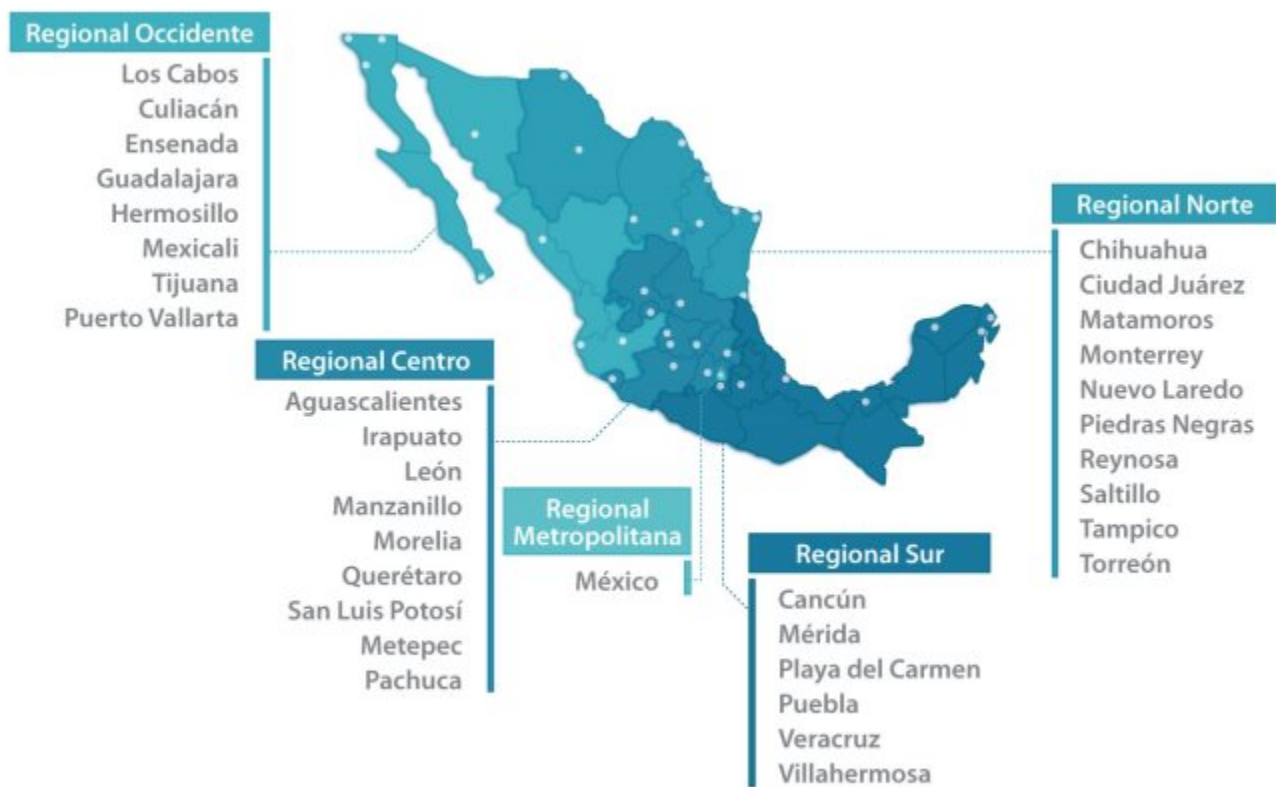 Regional Occidente
Los Cabos
Culiacán
Ensenada
Guadalajara
Hermosillo
Mexicali
Tijuana
Puerto Vallarta
Regional Centro
Aguascalientes
Irapuato
León
Manzanillo
Morelia
Querétaro
San Luis Potosí
Metepec
Pachuca
Regional
Metropolitana
México
Regional Sur
Cancún
Mérida
Playa del Carmen
Puebla
Veracruz
Villahermosa
Regional Norte
Chihuahua
Ciudad Juárez
Matamoros
Monterrey
Nuevo Laredo
Piedras Negras
Reynosa
Saltillo
Tampico
Torreón